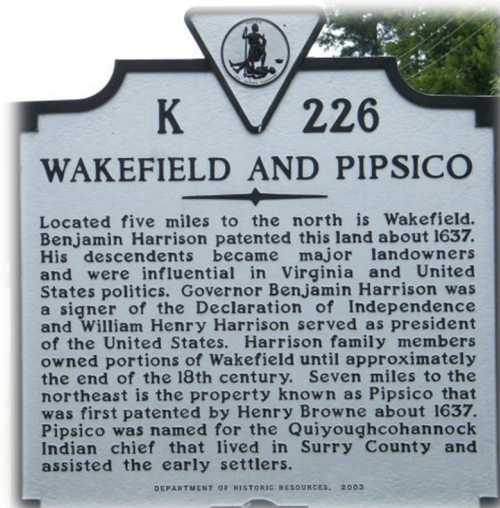 K 226
WAKEFIELD AND PIPSICO
Located five miles to the north is Wakefield.
Benjamin Harrison patented this land about 1637.
His descendents became major landowners
and were influential in Virginia and United
States politics. Governor Benjamin Harrison was
a signer of the Declaration of Independence
and William Henry Harrison served as president
of the United States. Harrison family members
owned portions of Wakefield until approximately
the end of the 18th century. Seven miles to the
northeast is the property known as Pipsico that
was first patented by Henry Browne about 1637.
Pipsico was named for the Quiyoughcohannock
Indian chief that lived in Surry County and
assisted the early settlers.
DEPARTMENT OF HISTORIC RESOURCES, 2003